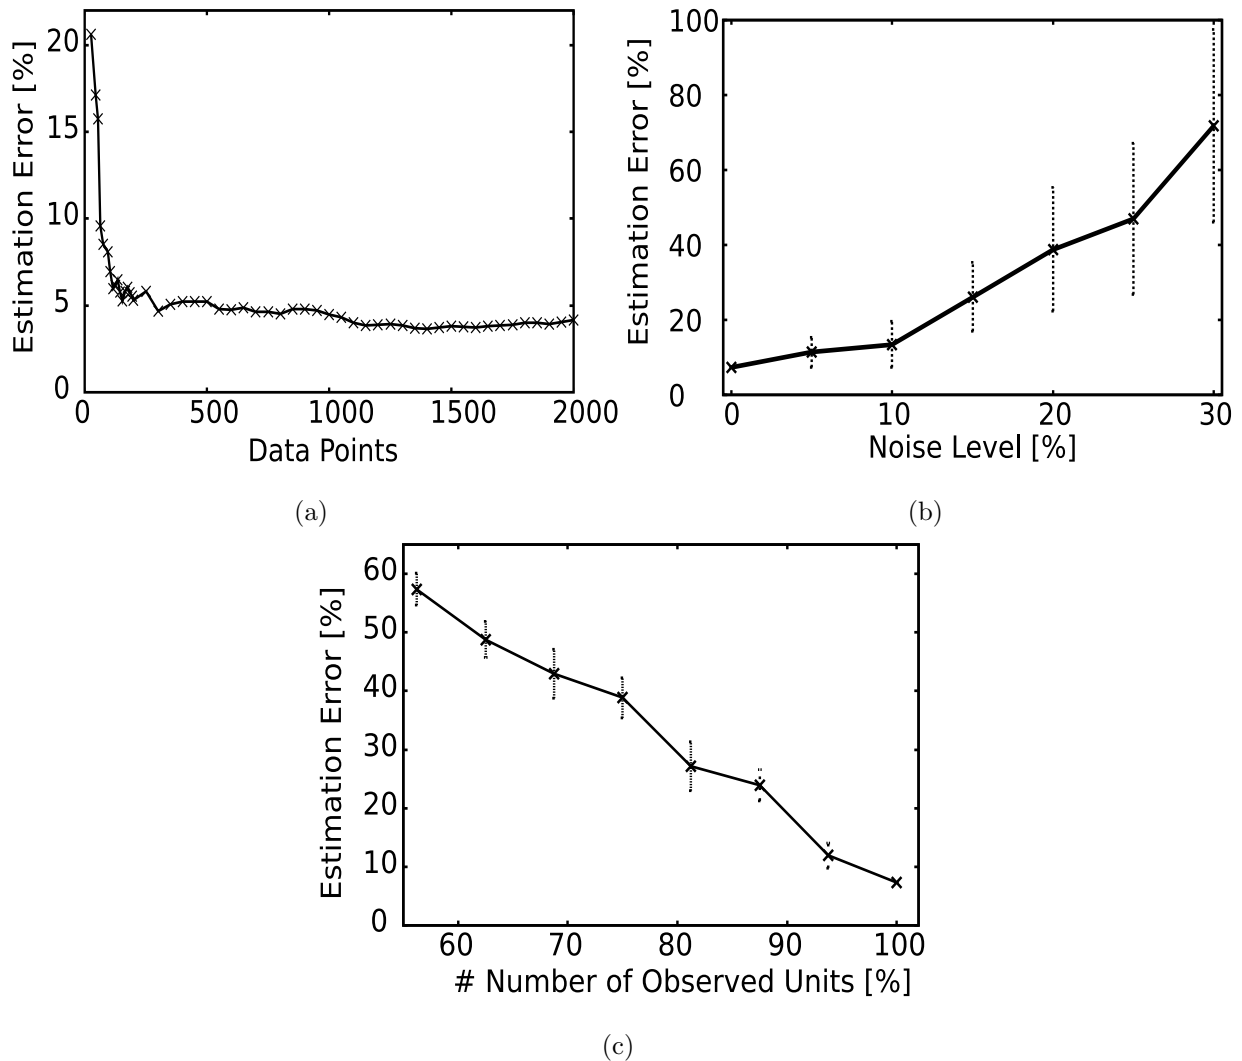 Estimation Error [%]
20
15
10
5
0
0 500 1000 1500 2000
Data Points
(a)
Estimation Error [%]
100
80
60
40
20
0
0 10 20 30
Noise Level [%]
(b)
Estimation Error [%]
60
50
40
30
20
10
0
60 70 80 90 100
# Number of Observed Units [%]
(c)